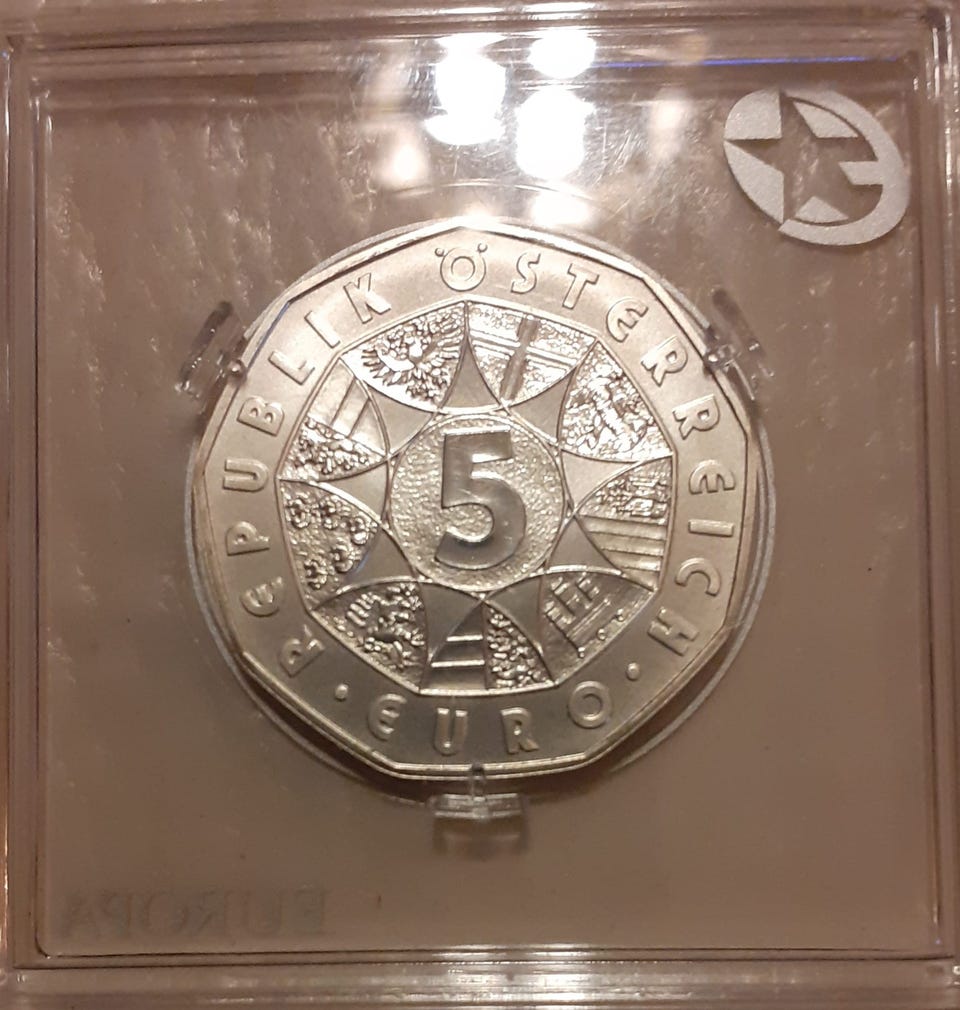 REPUBLIK ÖSTERREICH
· EURO ·
5
EUROPA